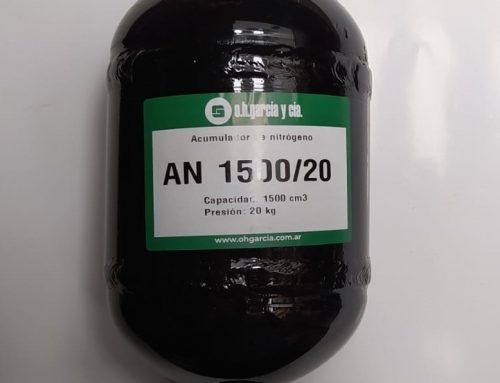 o.h.garcia y cia.
Acumulador de nitrógeno
AN 1500/20
Capacidad: 1500 cm3
Presión: 20 kg
www.ohgarcia.com.ar